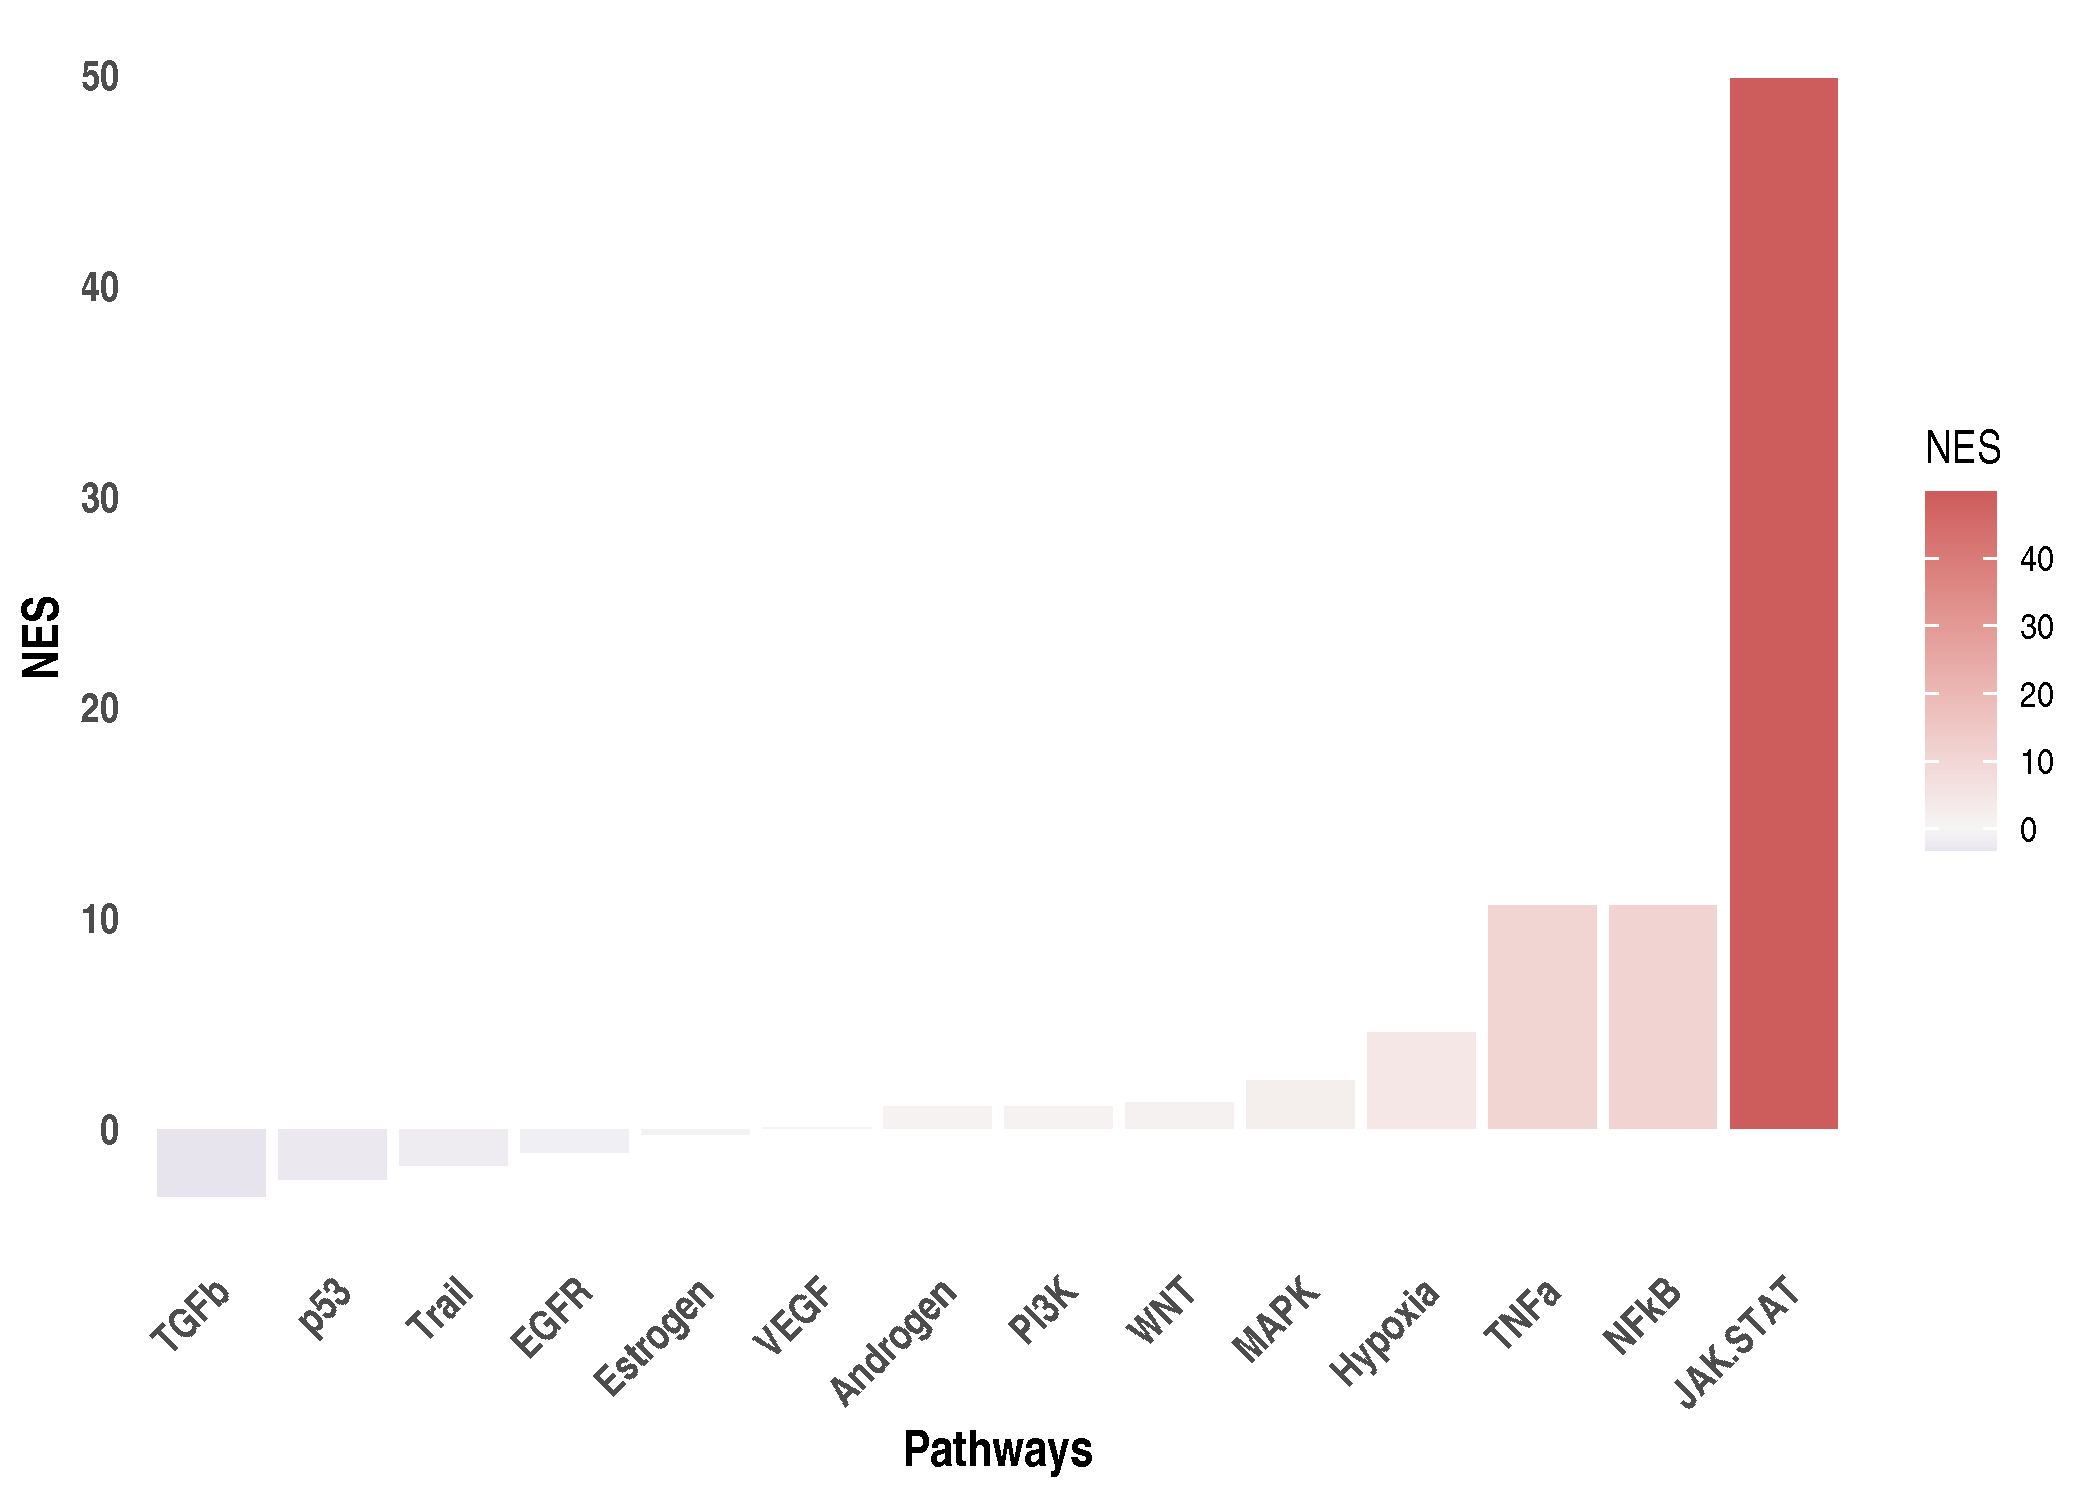 50
40
30
20
10
0
NES
TGFb
p53
Trail
EGFR
Estrogen
VEGF
Androgen
PI3K
WNT
MAPK
Hypoxia
TNFa
NFkB
JAK.STAT
Pathways
NES
40
30
20
10
0